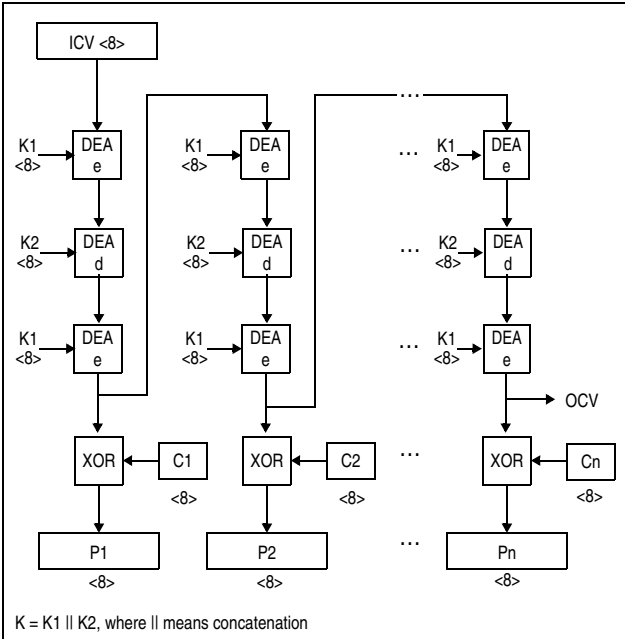 ICV <8>
...
K1
<8>
DEA
e
K1
<8>
DEA
e
...
K1
<8>
DEA
e
K2
<8>
DEA
d
K2
<8>
DEA
d
...
K2
<8>
DEA
d
K1
<8>
DEA
e
K1
<8>
DEA
e
...
K1
<8>
DEA
e
OCV
XOR
C1
<8>
XOR
C2
<8>
...
XOR
Cn
<8>
P1
<8>
P2
<8>
...
Pn
<8>
K = K1 || K2, where || means concatenation